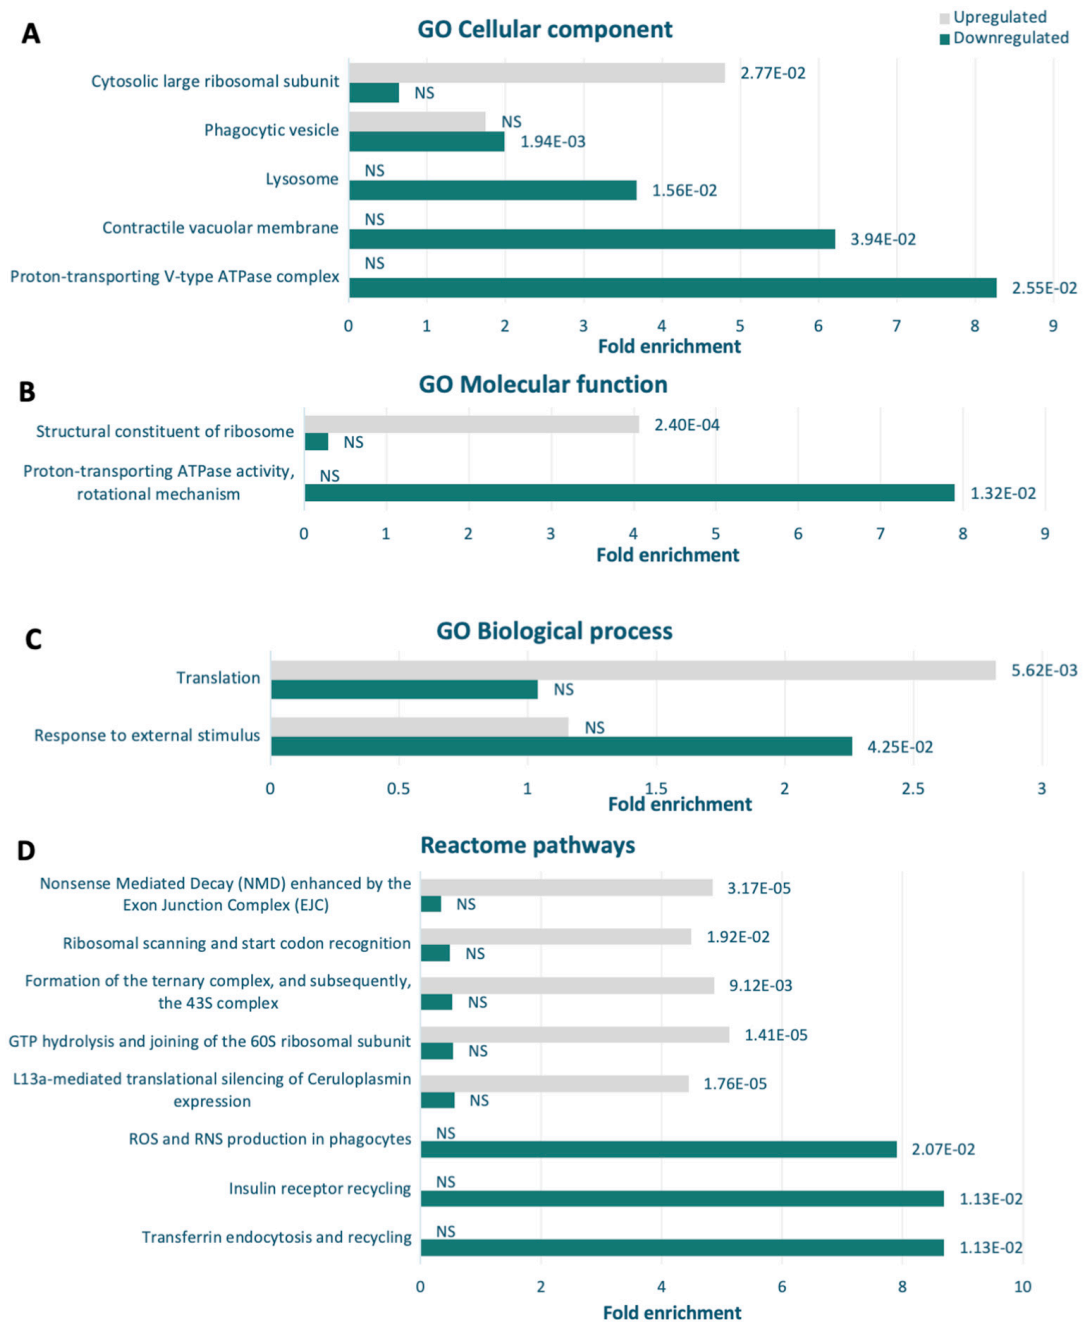 A
GO Cellular component
Upregulated
Downregulated
Cytosolic large ribosomal subunit
2.77E-02
NS
Phagocytic vesicle
NS
1.94E-03
Lysosome
NS
1.56E-02
Contractile vacuolar membrane
NS
3.94E-02
Proton-transporting V-type ATPase complex
NS
2.55E-02
0 1 2 3 4 5 6 7 8 9
Fold enrichment
B
GO Molecular function
Structural constituent of ribosome
2.40E-04
NS
Proton-transporting ATPase activity,
rotational mechanism
NS
1.32E-02
0 1 2 3 4 5 6 7 8 9
Fold enrichment
C
GO Biological process
Translation
5.62E-03
NS
Response to external stimulus
NS
4.25E-02
0 0.5 1 1.5 2 2.5 3
Fold enrichment
D
Reactome pathways
Nonsense Mediated Decay (NMD) enhanced by the
Exon Junction Complex (EJC)
3.17E-05
NS
Ribosomal scanning and start codon recognition
1.92E-02
NS
Formation of the ternary complex, and subsequently,
the 43S complex
9.12E-03
NS
GTP hydrolysis and joining of the 60S ribosomal subunit
1.41E-05
NS
L13a-mediated translational silencing of Ceruloplasmin
expression
1.76E-05
NS
ROS and RNS production in phagocytes
NS
2.07E-02
Insulin receptor recycling
NS
1.13E-02
Transferrin endocytosis and recycling
NS
1.13E-02
0 2 4 6 8 10
Fold enrichment